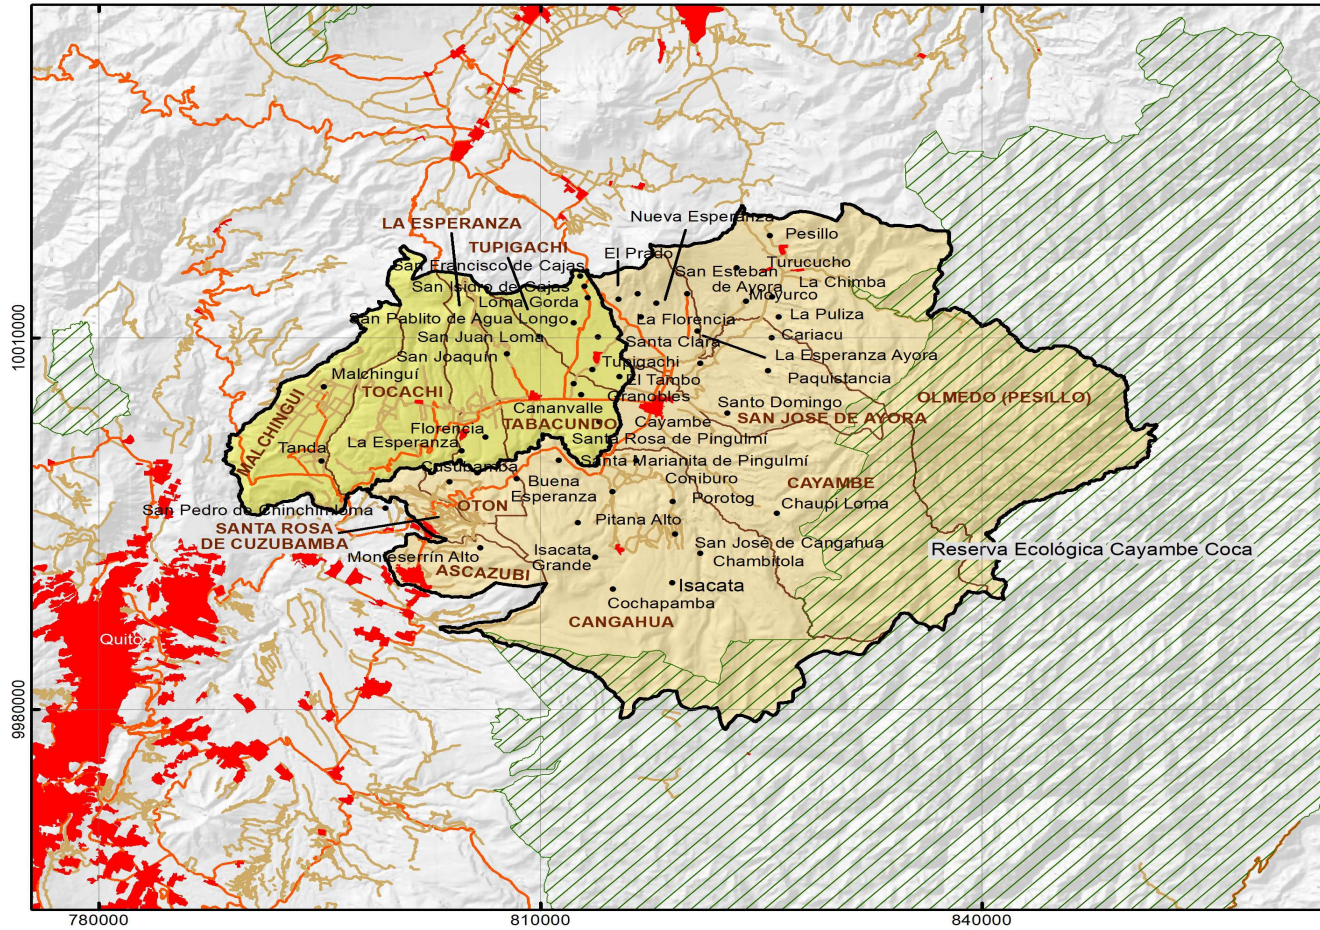 Nueva Esperanza
LA ESPERANZA
Pesillo
TUPIGACHI
El Prado
San Francisco de Cajas
San Esteban
de Ayora
Turucucho
San Isidro de Cajas
La Chimba
Loma Gorda
Moyurco
San Pablito de Agua Longo
La Florencia
La Puliza
San Juan Loma
Santa Clara
Cariacu
San Joaquín
Tupigachi
La Esperanza Ayora
Malchinguí
El Tambo
Paquistancia
TOCACHI
Granobles
Santo Domingo
OLMEDO (PESILLO)
MALCHINGUI
Cananvalle
SAN JOSE DE AYORA
Florencia
TABACUNDO
Cayambe
La Esperanza
Santa Rosa de Pingulmí
Tanda
Cusubamba
Santa Marianita de Pingulmí
Buena
Esperanza
Coniburo
CAYAMBE
Porotog
Chaupi Loma
San Pedro de Chinchinloma
OTON
SANTA ROSA
DE CUZUBAMBA
Pitana Alto
Monteserrín Alto
Isacata
Grande
San José de Cangahua
Reserva Ecológica Cayambe Coca
ASCAZUBI
Chambitola
Isacata
Cochapamba
CANGAHUA
Quito
10010000
9980000
780000
810000
840000